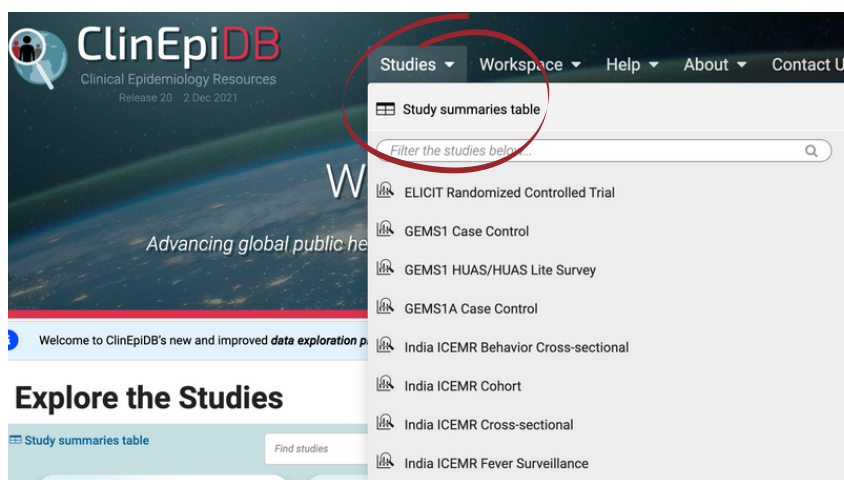 ClinEpiDB
Clinical Epidemiology Resources
Release 20 2 Dec 2021
Studies Workspace Help About Contact U
Study summaries table
Filter the studies below...
ELICIT Randomized Controlled Trial
GEMS1 Case Control
GEMS1 HUAS/HUAS Lite Survey
GEMS1A Case Control
India ICEMR Behavior Cross-sectional
India ICEMR Cohort
India ICEMR Cross-sectional
India ICEMR Fever Surveillance
W
Advancing global public he
Welcome to ClinEpiDB's new and improved data exploration p
Explore the Studies
Study summaries table
Find studies